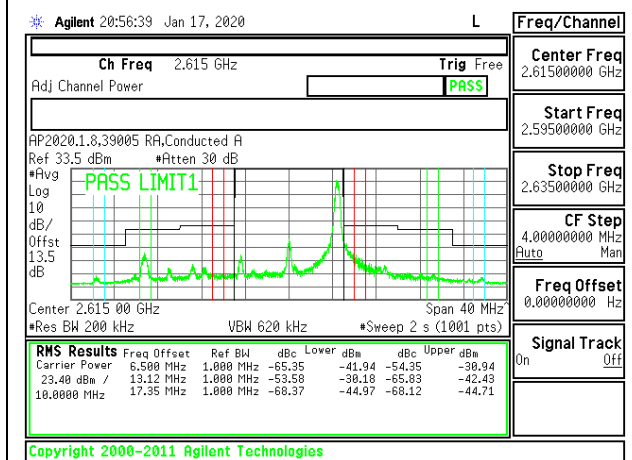 Agilent 20:56:39 Jan 17, 2020 L Freq/Channel
Ch Freq 2.615 GHz Trig Free
Adj Channel Power PASS
Center Freq
2.61500000 GHz
Start Freq
2.59500000 GHz
AP2020.1.8,39005 RA,Conducted A
Ref 33.5 dBm #Atten 30 dB
#Avg
Log
10
dB/
Offst
13.5
dB
PASS LIMIT1
Stop Freq
2.63500000 GHz
CF Step
4.00000000 MHz
Auto Man
Freq Offset
0.00000000 Hz
Center 2.615 00 GHz Span 40 MHz^
#Res BW 200 kHz VBW 620 kHz #Sweep 2 s (1001 pts)
Signal Track
On Off
RMS Results Freq Offset Ref BW dBc Lower dBm dBc Upper dBm
Carrier Power 6.500 MHz 1.000 MHz -65.35 -41.94 -54.35 -30.94
23.40 dBm / 13.12 MHz 1.000 MHz -53.58 -30.18 -65.83 -42.43
10.0000 MHz 17.35 MHz 1.000 MHz -68.37 -44.97 -68.12 -44.71
Copyright 2000-2011 Agilent Technologies